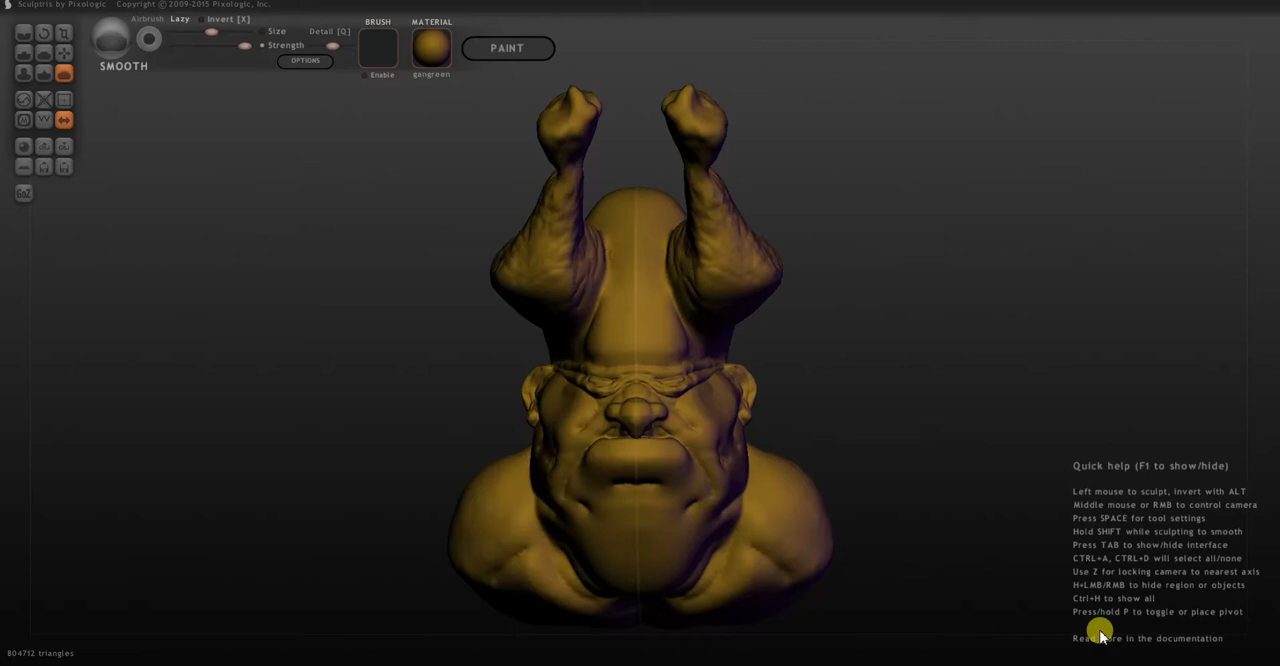 Sculptris by Pixologic Copyright © 2009-2015 Pixologic, Inc.
Airbrush Lazy Invert [X]
Size Detail [Q]
Strength
OPTIONS
SMOOTH
BRUSH
Enable
MATERIAL
gangreen
PAINT
GoZ
Quick help (F1 to show/hide)
Left mouse to sculpt, invert with ALT
Middle mouse or RMB to control camera
Press SPACE for tool settings
Hold SHIFT while sculpting to smooth
Press TAB to show/hide interface
CTRL+A, CTRL+D will select all/none
Use Z for locking camera to nearest axis
H+LMB/RMB to hide region or objects
Ctrl+H to show all
Press/hold P to toggle or place pivot
Read more in the documentation
804712 triangles